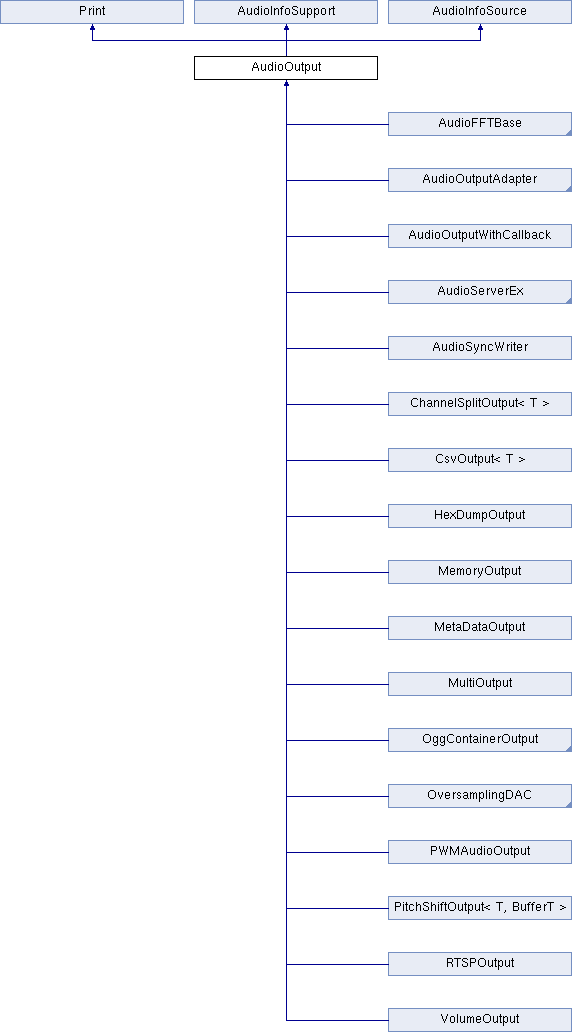 Print
AudioInfoSupport
AudioInfoSource
AudioOutput
AudioFFTBase
AudioOutputAdapter
AudioOutputWithCallback
AudioServerEx
AudioSyncWriter
ChannelSplitOutput< T >
CsvOutput< T >
HexDumpOutput
MemoryOutput
MetaDataOutput
MultiOutput
OggContainerOutput
OversamplingDAC
PWMAudioOutput
PitchShiftOutput< T, BufferT >
RTSPOutput
VolumeOutput